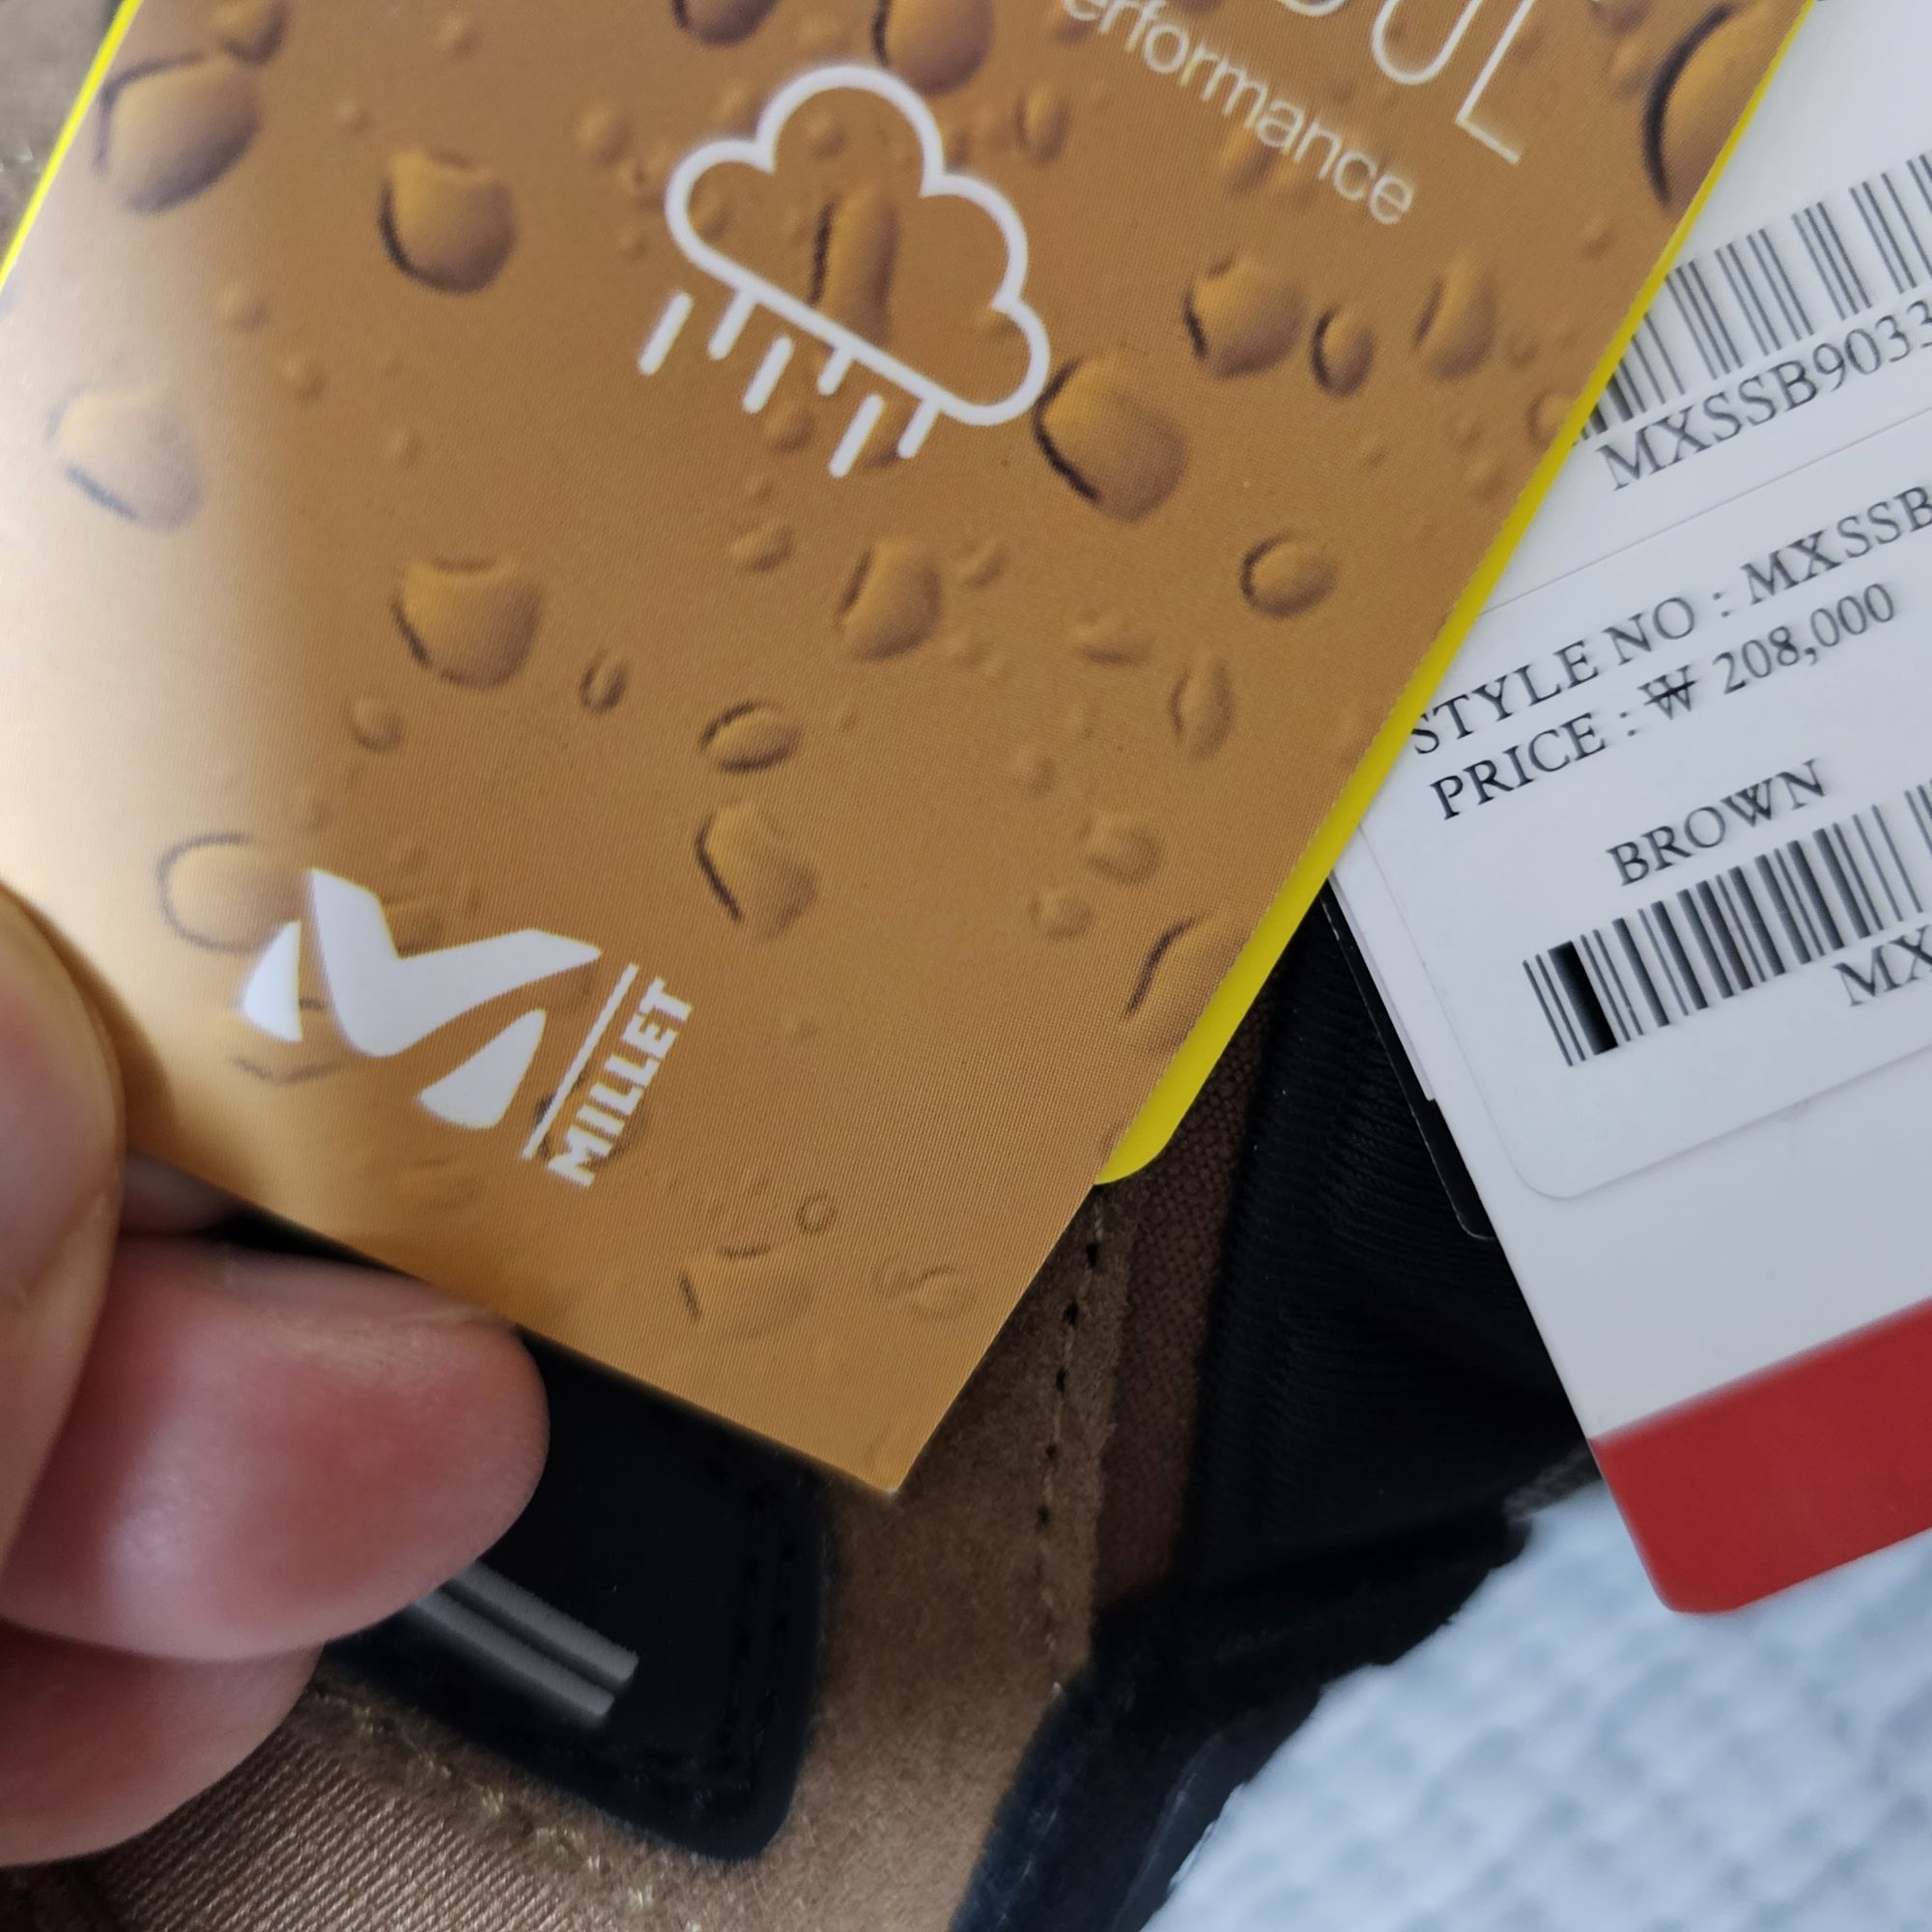 erformance
MILLET
MXSSB9033
STYLE NO : MXSSB
PRICE : ₩ 208,000
BROWN
MX